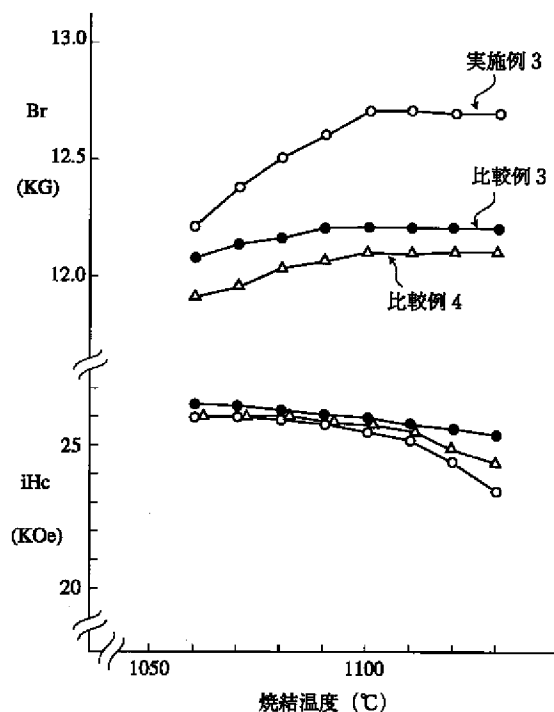 13.0
実施例 3
Br
12.5
(KG)
比較例 3
12.0
比較例 4
25
iHc
(KOe)
20
1050
1100
焼結温度 (℃)